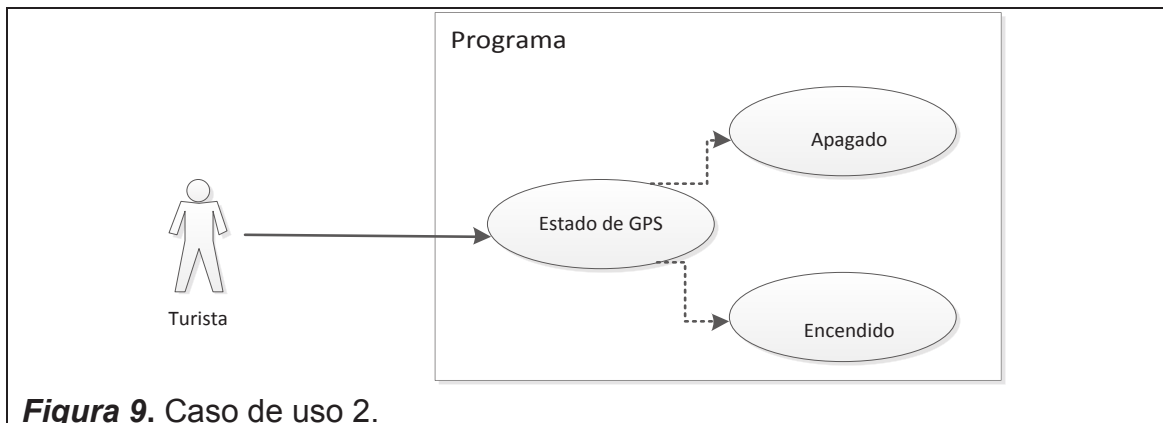 Programa
Apagado
Estado de GPS
Encendido
Turista
Figura 9. Caso de uso 2.